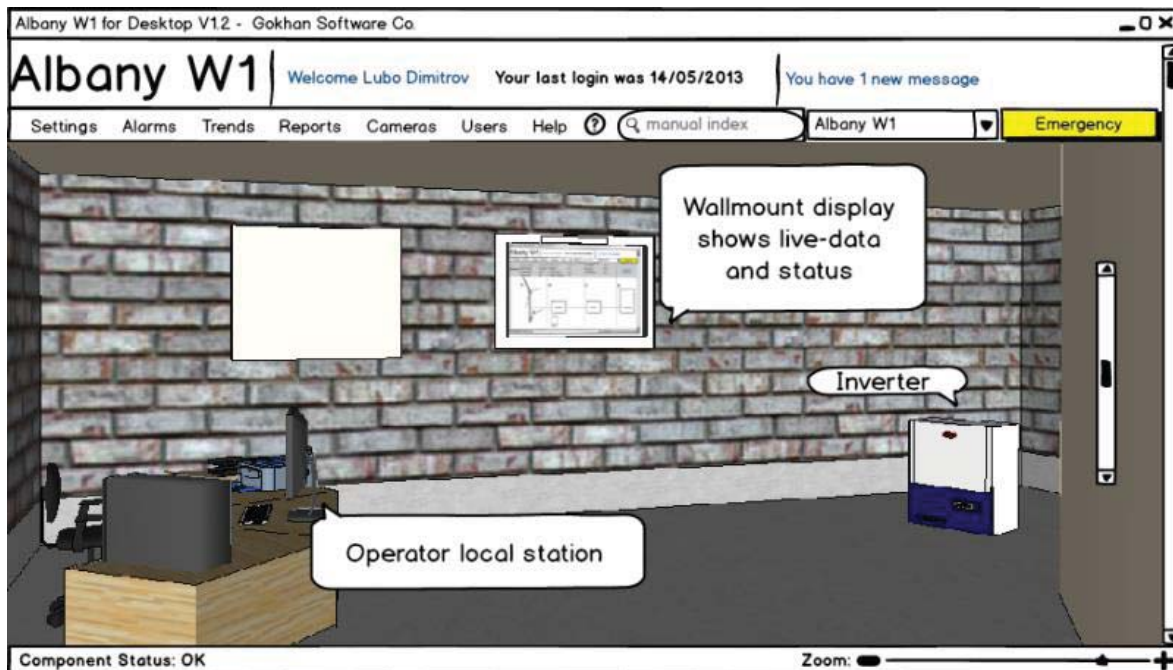 Albany W1 for Desktop V1.2 - Gokhan Software Co.
Albany W1
Welcome Lubo Dimitrov
Your last login was 14/05/2013
You have 1 new message
Settings Alarms Trends Reports Cameras Users Help ? manual index Albany W1 Emergency
Wallmount display
shows live-data
and status
Albany W1
Inverter
Operator local station
Component Status: OK
Zoom: